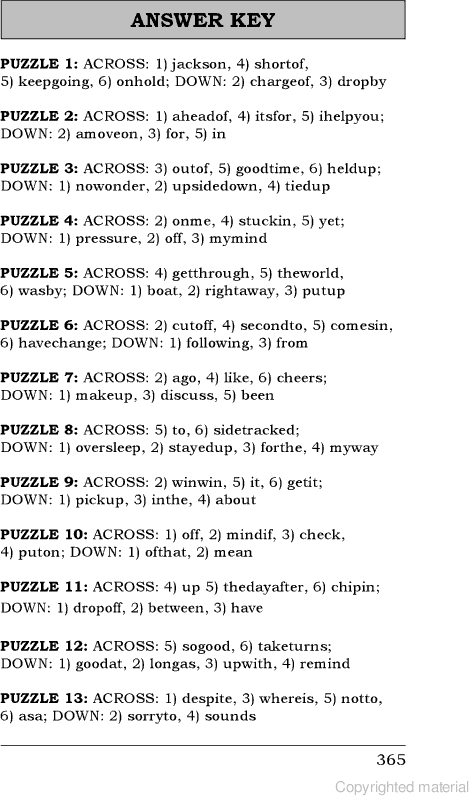 ANSWER KEY
PUZZLE 1: ACROSS: 1) jackson, 4) shortof,
5) keepgoing, 6) onhold; DOWN: 2) chargeof, 3) dropby
PUZZLE 2: ACROSS: 1) aheadof, 4) itsfor, 5) ihelpyou;
DOWN: 2) amoveon, 3) for, 5) in
PUZZLE 3: ACROSS: 3) outof, 5) goodtime, 6) heldup;
DOWN: 1) nowonder, 2) upsidedown, 4) tiedup
PUZZLE 4: ACROSS: 2) onme, 4) stuckin, 5) yet;
DOWN: 1) pressure, 2) off, 3) mymind
PUZZLE 5: ACROSS: 4) getthrough, 5) theworld,
6) wasby; DOWN: 1) boat, 2) rightaway, 3) putup
PUZZLE 6: ACROSS: 2) cutoff, 4) secondto, 5) comesin,
6) havechange; DOWN: 1) following, 3) from
PUZZLE 7: ACROSS: 2) ago, 4) like, 6) cheers;
DOWN: 1) makeup, 3) discuss, 5) been
PUZZLE 8: ACROSS: 5) to, 6) sidetracked;
DOWN: 1) oversleep, 2) stayedup, 3) forthe, 4) myway
PUZZLE 9: ACROSS: 2) winwin, 5) it, 6) getit;
DOWN: 1) pickup, 3) inthe, 4) about
PUZZLE 10: ACROSS: 1) off, 2) mindif, 3) check,
4) puton; DOWN: 1) ofthat, 2) mean
PUZZLE 11: ACROSS: 4) up 5) thedayafter, 6) chipin;
DOWN: 1) dropoff, 2) between, 3) have
PUZZLE 12: ACROSS: 5) sogood, 6) taketurns;
DOWN: 1) goodat, 2) longas, 3) upwith, 4) remind
PUZZLE 13: ACROSS: 1) despite, 3) whereis, 5) notto,
6) asa; DOWN: 2) sorryto, 4) sounds
365
Copyrighted material